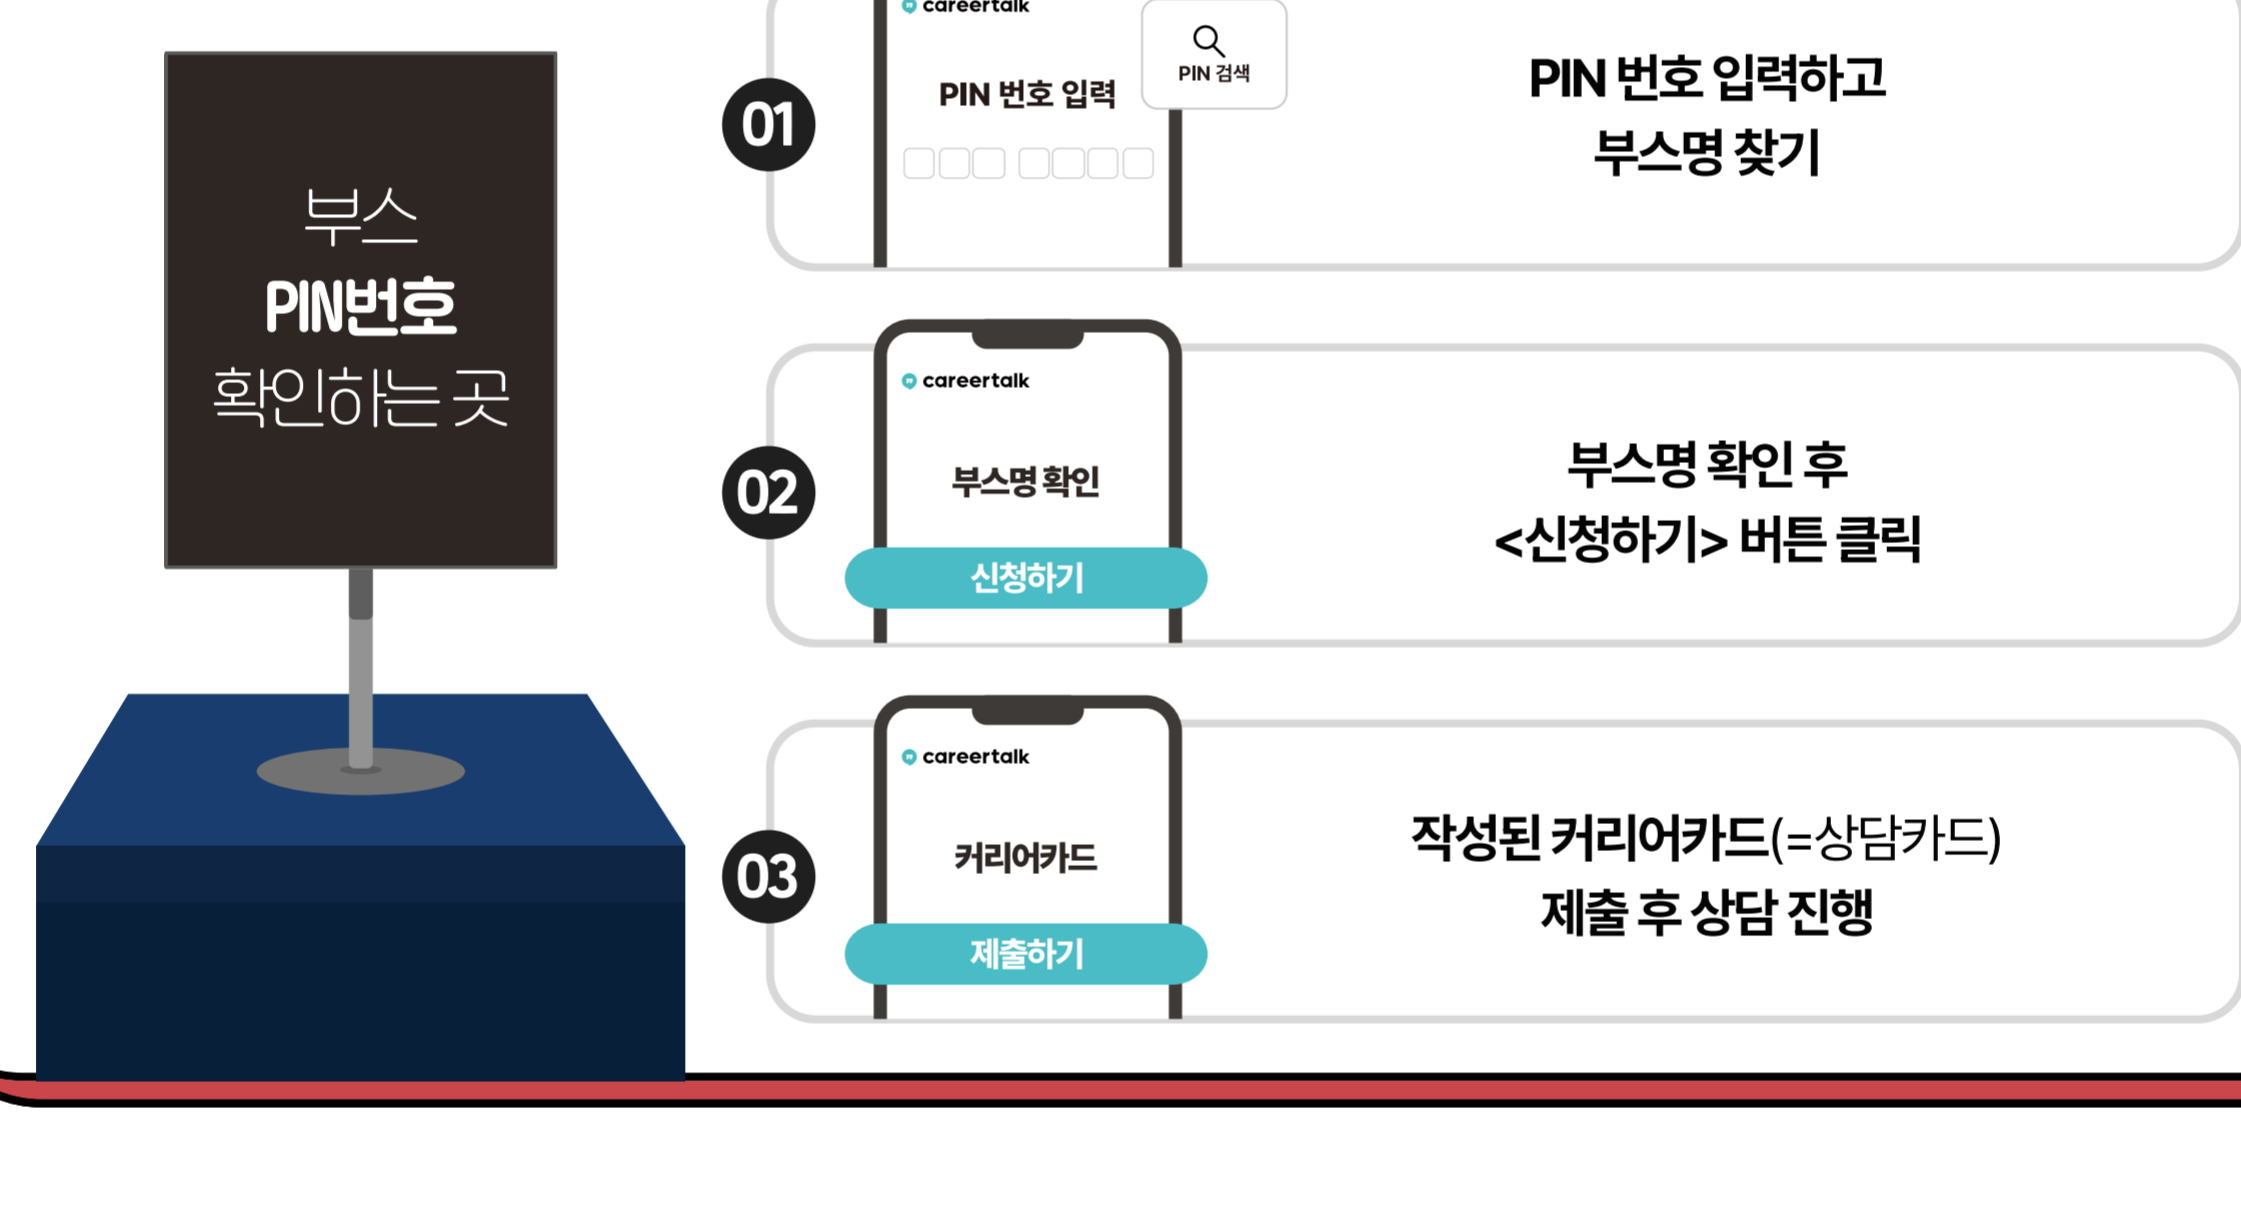 부스
PIN번호
확인하는 곳
01
careertalk
PIN 번호 입력
PIN 검색
PIN 번호 입력하고
부스명 찾기
02
careertalk
부스명 확인
신청하기
부스명 확인 후
<신청하기> 버튼 클릭
03
careertalk
커리어카드
제출하기
작성된 커리어카드(=상담카드)
제출 후 상담 진행